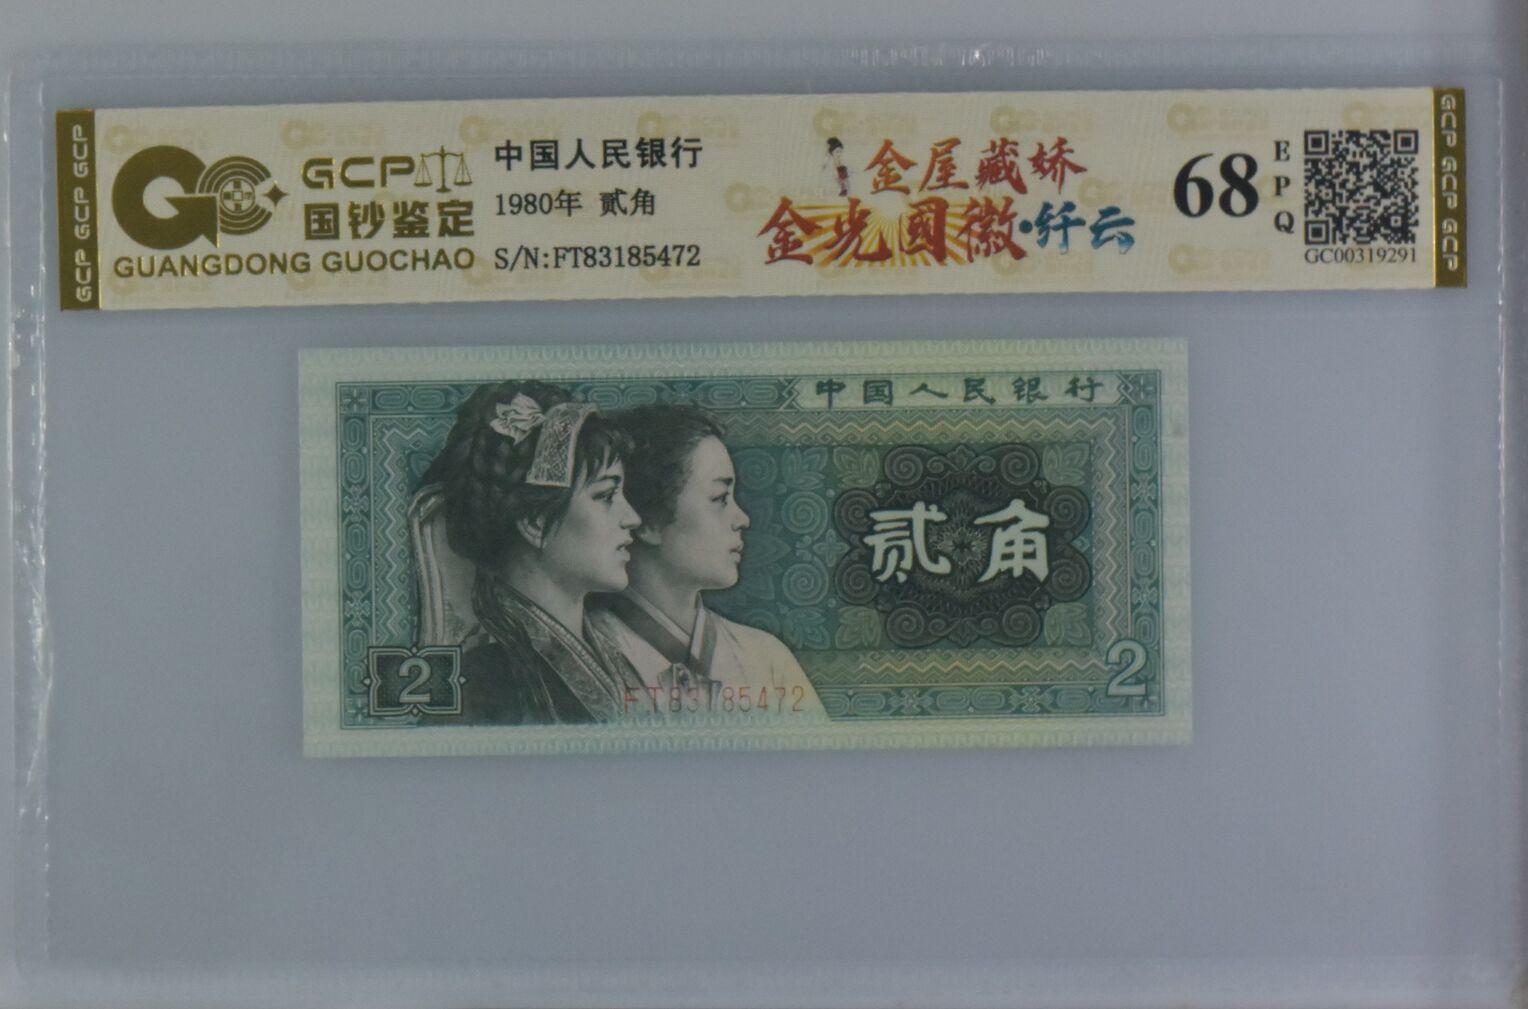 GCP GCP GCP
GCP
国钞鉴定
GUANGDONG GUOCHAO
中国人民银行
1980年 贰角
S/N:FT83185472
金屋藏娇
金光國徽·纤云
68
EPQ
GC00319291
GCP GCP GCP
中国人民银行
贰角
2
FT83185472
2